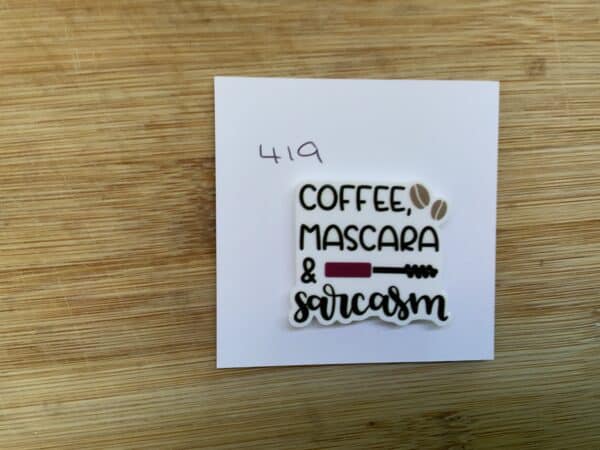 419
COFFEE,
MASCARA
&
sarcasm